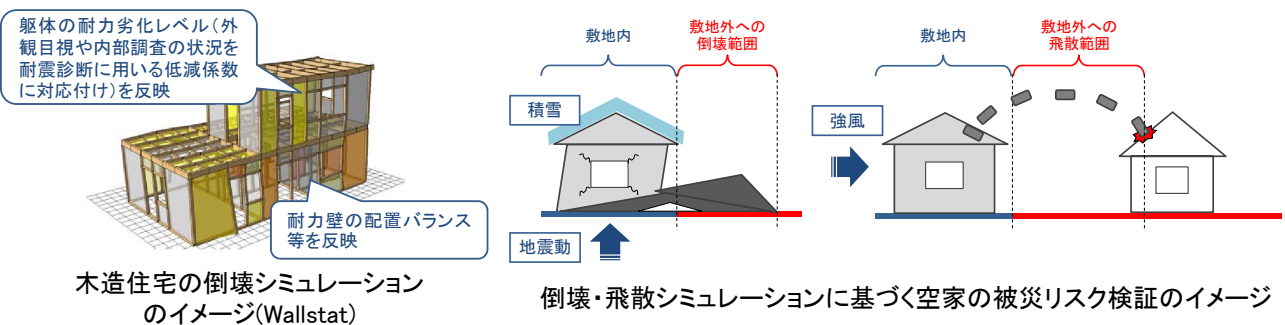 躯体の耐力劣化レベル(外
観目視や内部調査の状況を
耐震診断に用いる低減係数
に対応付け)を反映
耐力壁の配置バランス
等を反映
木造住宅の倒壊シミュレーション
のイメージ(Wallstat)
敷地内
敷地外への
倒壊範囲
積雪
地震動
敷地内
敷地外への
飛散範囲
強風
倒壊・飛散シミュレーションに基づく空家の被災リスク検証のイメージ